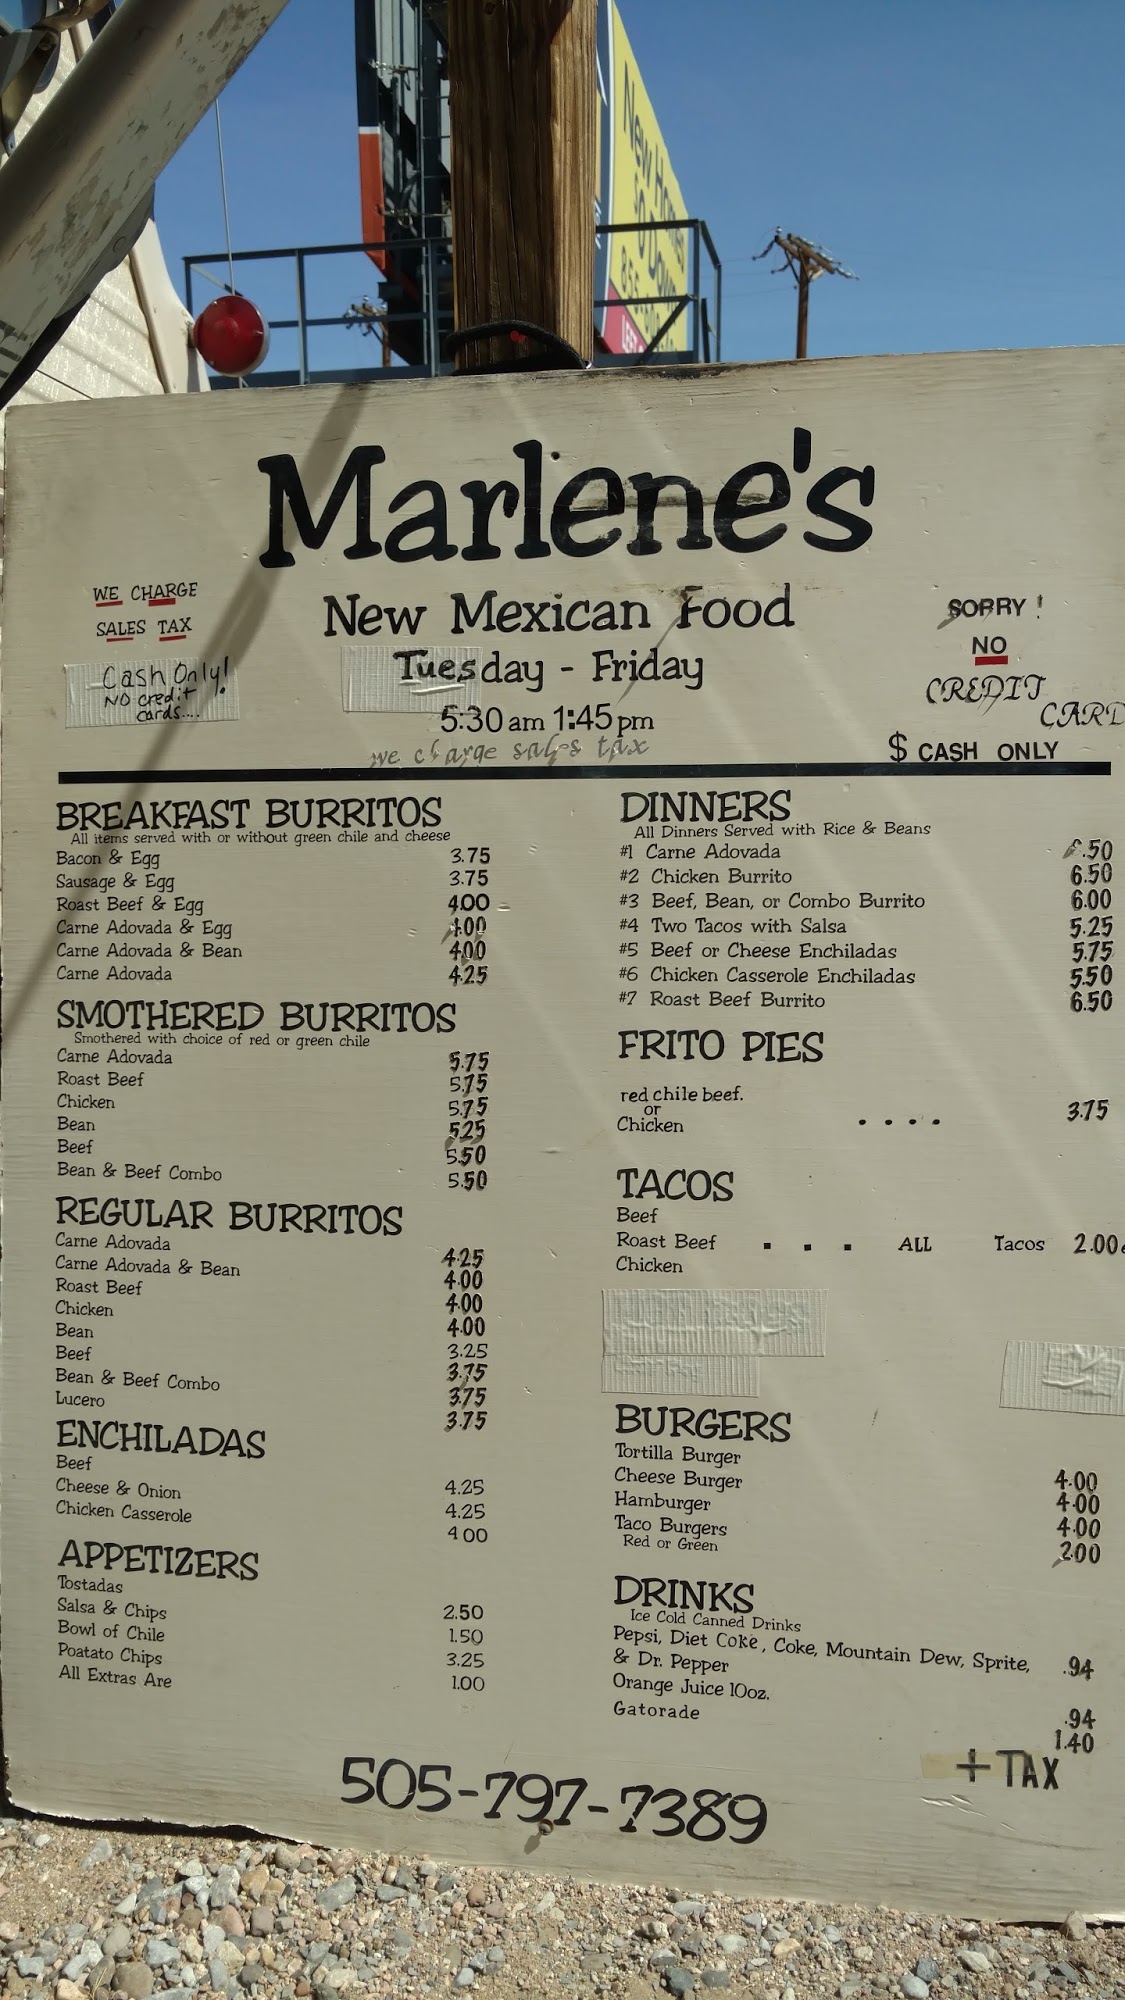 New Homes
$0 Down
855-
Marlene's
WE CHARGE
SALES TAX
Cash Only!
NO credit
cards....
New Mexican Food
Tuesday - Friday
5:30 am 1:45 pm
we charge sales tax
SORRY !
NO
CREDIT
CARD
$ CASH ONLY
BREAKFAST BURRITOS
All items served with or without green chile and cheese
Bacon & Egg 3.75
Sausage & Egg 3.75
Roast Beef & Egg 4.00
Carne Adovada & Egg 4.00
Carne Adovada & Bean 4.00
Carne Adovada 4.25
SMOTHERED BURRITOS
Smothered with choice of red or green chile
Carne Adovada 5.75
Roast Beef 5.75
Chicken 5.75
Bean 5.25
Beef 5.50
Bean & Beef Combo 5.50
REGULAR BURRITOS
Carne Adovada 4.25
Carne Adovada & Bean 4.00
Roast Beef 4.00
Chicken 4.00
Bean 3.25
Beef 3.75
Bean & Beef Combo 3.75
Lucero 3.75
ENCHILADAS
Beef 4.25
Cheese & Onion 4.25
Chicken Casserole 4.00
APPETIZERS
Tostadas 2.50
Salsa & Chips 1.50
Bowl of Chile 3.25
Poatato Chips 1.00
All Extras Are
DINNERS
All Dinners Served with Rice & Beans
#1 Carne Adovada .50
#2 Chicken Burrito 6.50
#3 Beef, Bean, or Combo Burrito 6.00
#4 Two Tacos with Salsa 5.25
#5 Beef or Cheese Enchiladas 5.75
#6 Chicken Casserole Enchiladas 5.50
#7 Roast Beef Burrito 6.50
FRITO PIES
red chile beef.
or
Chicken .... 3.75
TACOS
Beef
Roast Beef . . . ALL Tacos 2.00
Chicken
BURGERS
Tortilla Burger 4.00
Cheese Burger 4.00
Hamburger 4.00
Taco Burgers 2.00
Red or Green
DRINKS
Ice Cold Canned Drinks
Pepsi, Diet Coke, Coke, Mountain Dew, Sprite,
& Dr. Pepper .94
Orange Juice 10oz. .94
Gatorade 1.40
+ TAX
505-797-7389